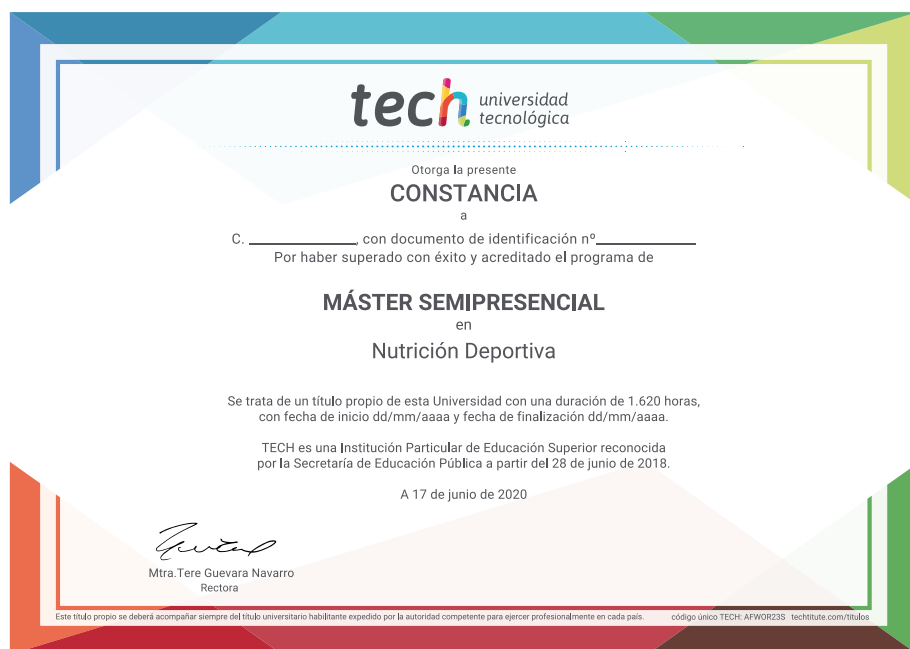 tech universidad
tecnológica
Otorga la presente
CONSTANCIA
a
C. ____________, con documento de identificación nº____________
Por haber superado con éxito y acreditado el programa de
MÁSTER SEMIPRESENCIAL
en
Nutrición Deportiva
Se trata de un título propio de esta Universidad con una duración de 1.620 horas,
con fecha de inicio dd/mm/aaaa y fecha de finalización dd/mm/aaaa.
TECH es una Institución Particular de Educación Superior reconocida
por la Secretaría de Educación Pública a partir del 28 de junio de 2018.
A 17 de junio de 2020
Mtra.Tere Guevara Navarro
Rectora
Este título propio se deberá acompañar siempre del título universitario habilitante expedido por la autoridad competente para ejercer profesionalmente en cada país. código único TECH: AFWOR23S techtitute.com/titulos